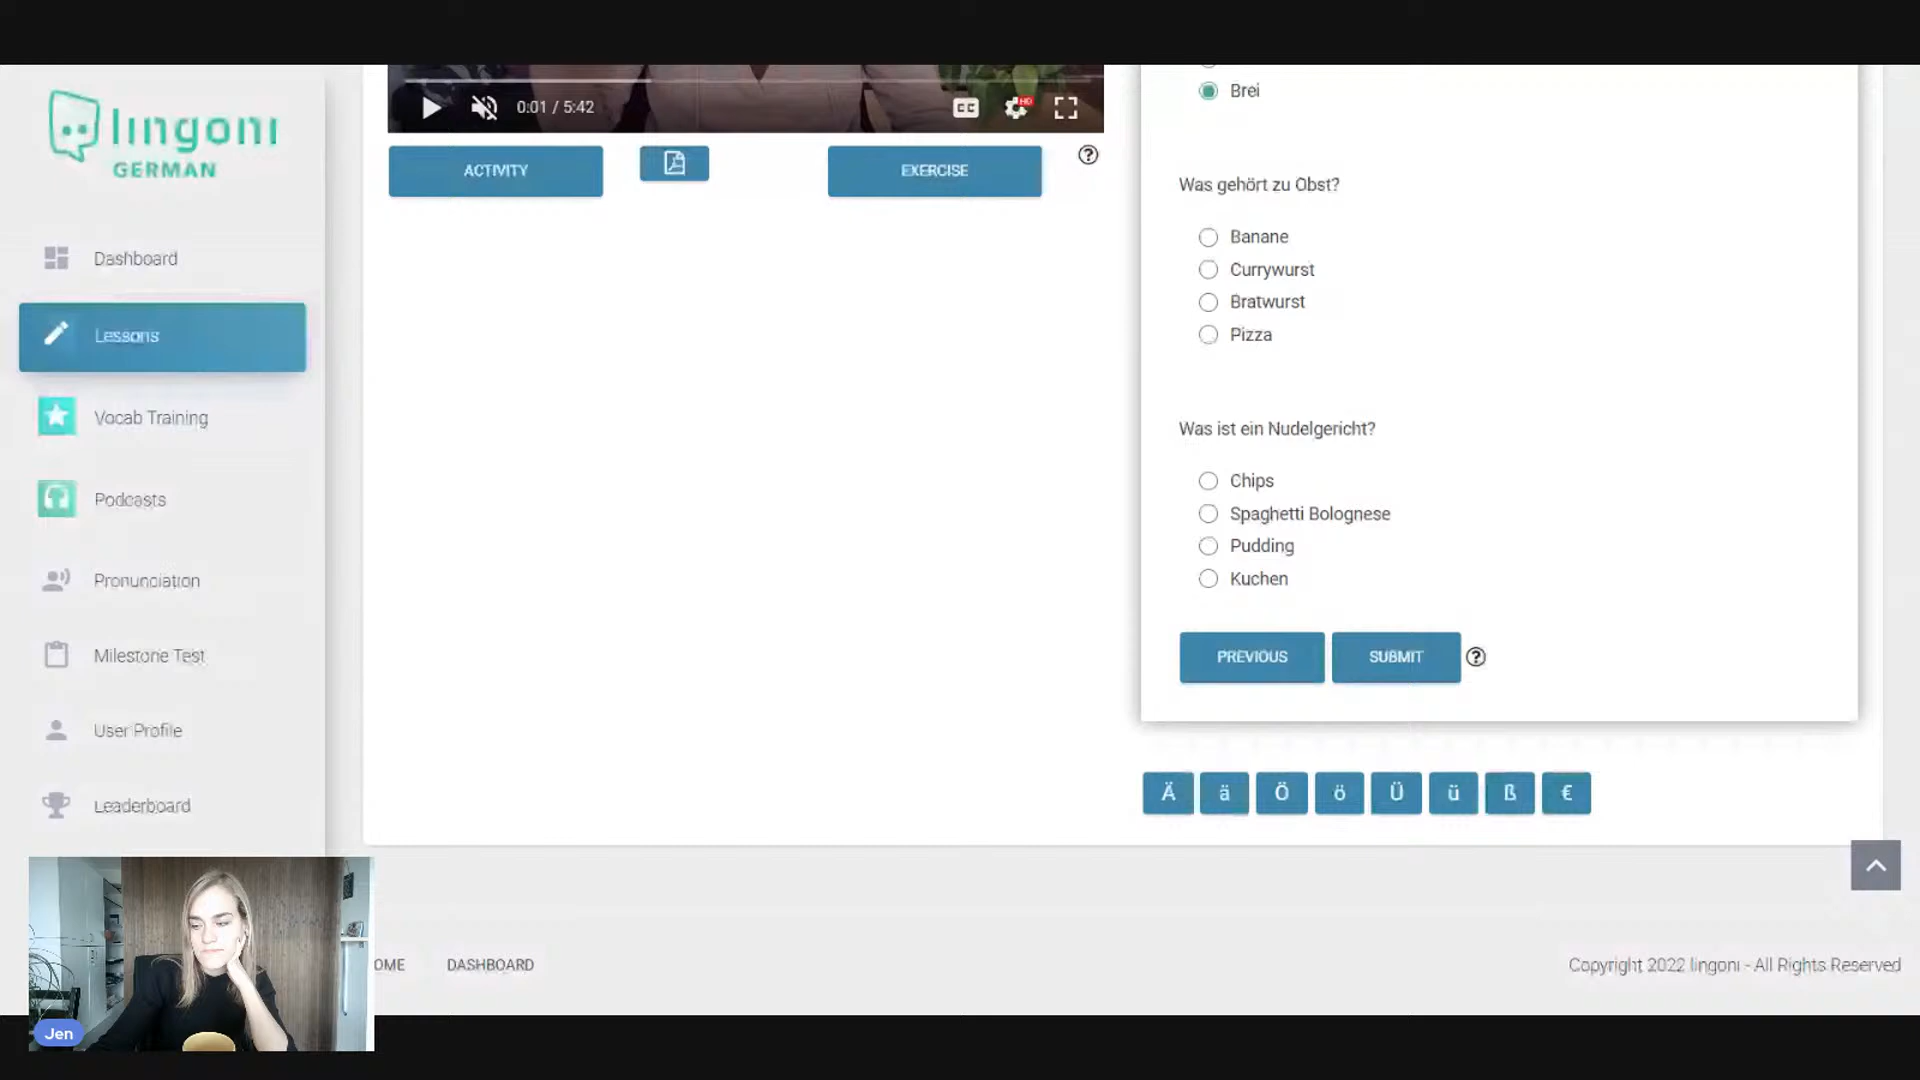 lingoni
GERMAN
Dashboard
Lessons
Vocab Training
Podcasts
Pronunciation
Milestone Test
User Profile
Leaderboard
Jen
0:01 / 5:42
CC
HD
ACTIVITY
EXERCISE
?
Brei
Was gehört zu Obst?
Banane
Currywurst
Bratwurst
Pizza
Was ist ein Nudelgericht?
Chips
Spaghetti Bolognese
Pudding
Kuchen
PREVIOUS
SUBMIT
?
Ä ä Ö ö Ü ü ß €
OME
DASHBOARD
Copyright 2022 lingoni - All Rights Reserved